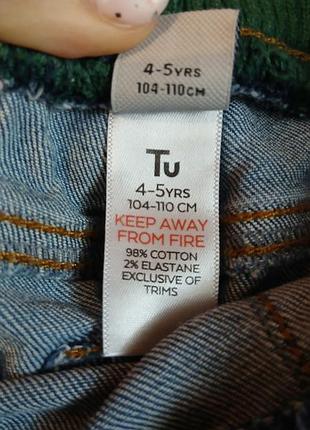 4-5YRS
104-110CM
Tu
4-5YRS
104-110 CM
KEEP AWAY
FROM FIRE
98% COTTON
2% ELASTANE
EXCLUSIVE OF
TRIMS